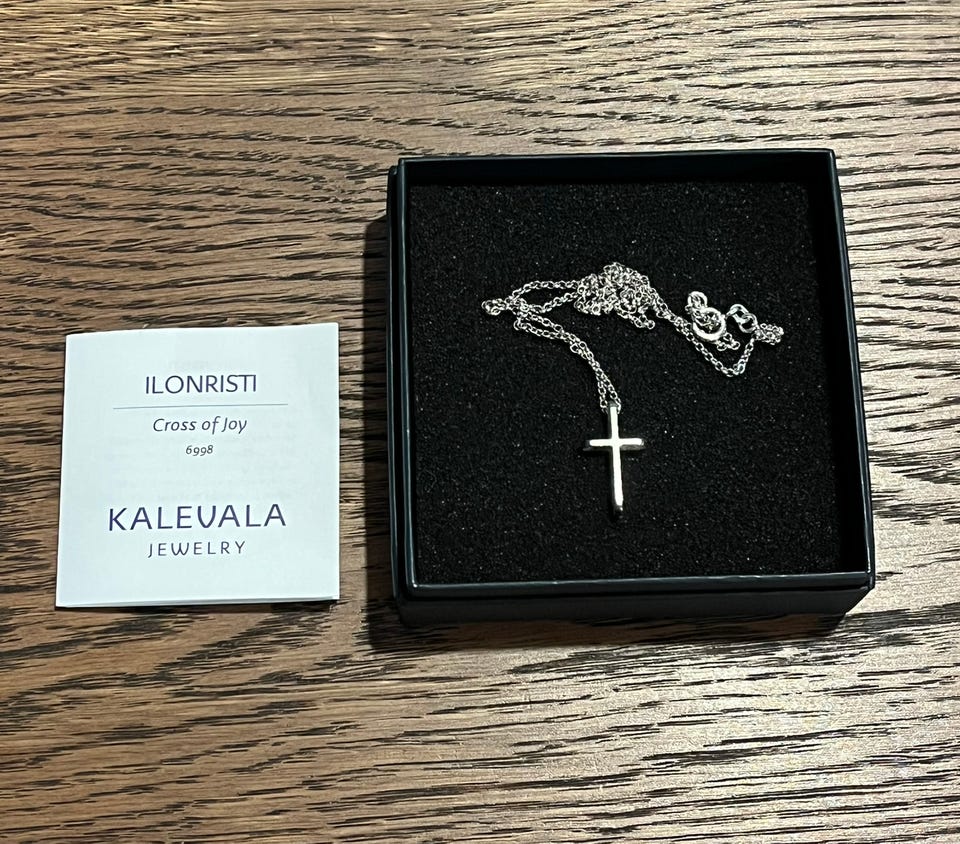 ILONRISTI
Cross of Joy
6998
KALEVALA
JEWELRY